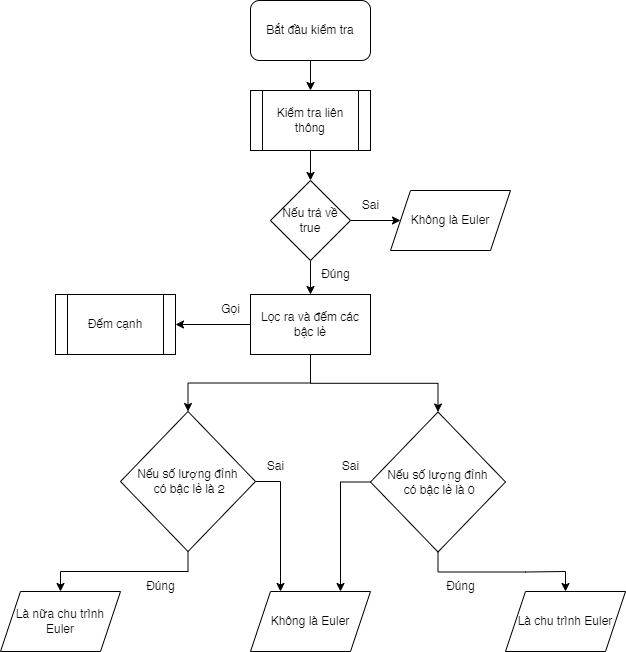 Bắt đầu kiểm tra
Kiểm tra liên
thông
Nếu trả về
true
Sai
Không là Euler
Đúng
Gọi
Đếm cạnh
Lọc ra và đếm các
bậc lẻ
Nếu số lượng đỉnh
có bậc lẻ là 2
Sai
Sai
Nếu số lượng đỉnh
có bậc lẻ là 0
Đúng
Đúng
Là nữa chu trình
Euler
Không là Euler
Là chu trình Euler